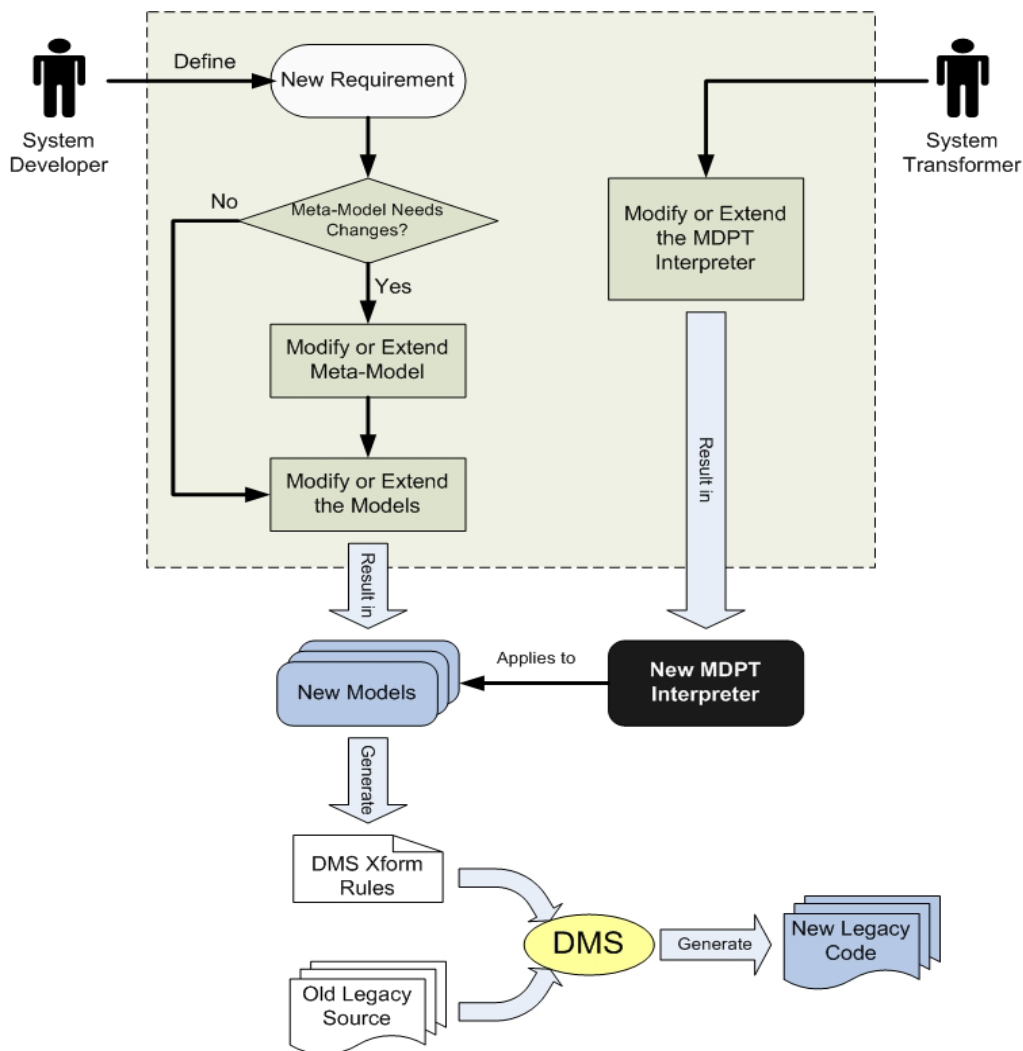 Define
New Requirement
System
Developer
System
Transformer
No
Meta-Model Needs
Changes?
Modify or Extend
the MDPT
Interpreter
Yes
Modify or Extend
Meta-Model
Result in
Modify or Extend
the Models
Result in
Applies to
New MDPT
Interpreter
New Models
Generate
DMS Xform
Rules
DMS
Generate
New Legacy
Code
Old Legacy
Source